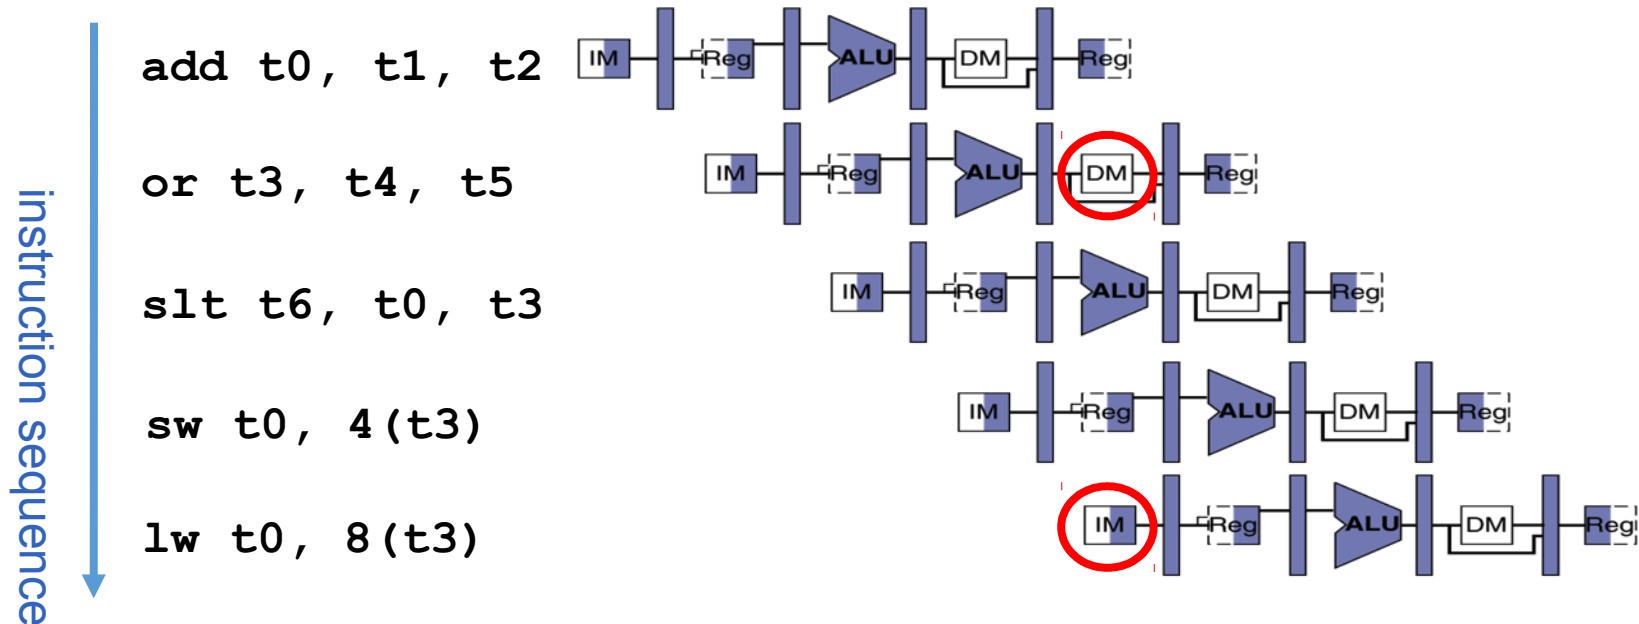 instruction sequence
add t0, t1, t2
IM Reg ALU DM Reg
or t3, t4, t5
IM Reg ALU DM Reg
slt t6, t0, t3
IM Reg ALU DM Reg
sw t0, 4(t3)
IM Reg ALU DM Reg
lw t0, 8(t3)
IM Reg ALU DM Reg